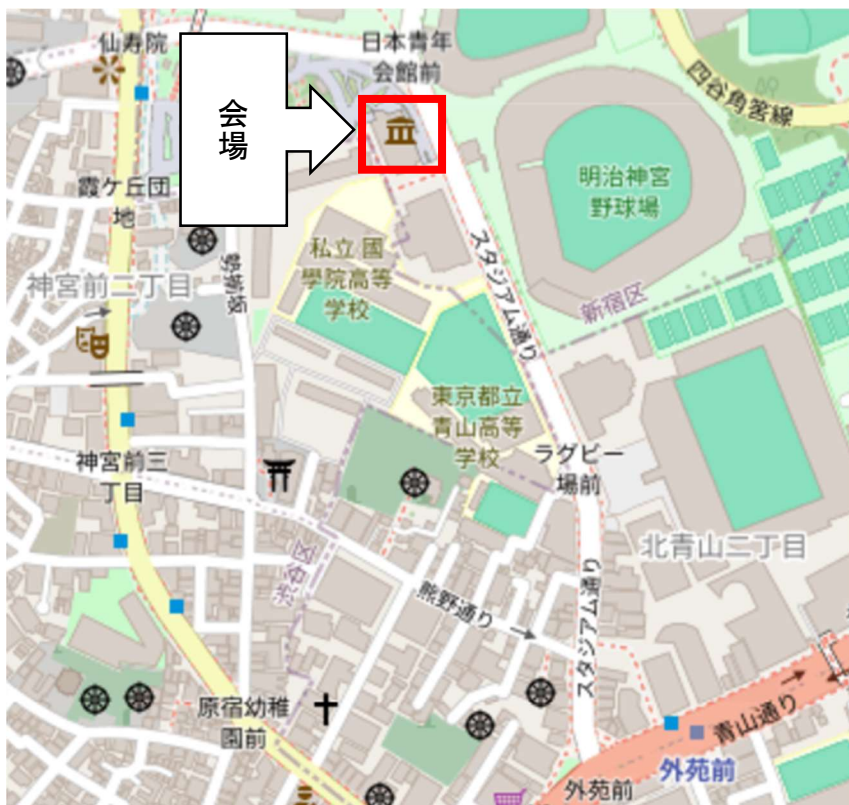 仙寿院
日本青年
会館前
四谷角筈線
会場
明治神宮
野球場
霞ケ丘団
地
勢揃坂
私立 國
學院高等
学校
スタジアム通り
神宮前二丁目
新宿区
東京都立
青山高等
学校
ラグビー
場前
神宮前三
丁目
北青山二丁目
渋谷区
熊野通り
スタジアム通り
原宿幼稚
園前
青山通り
外苑前
外苑前